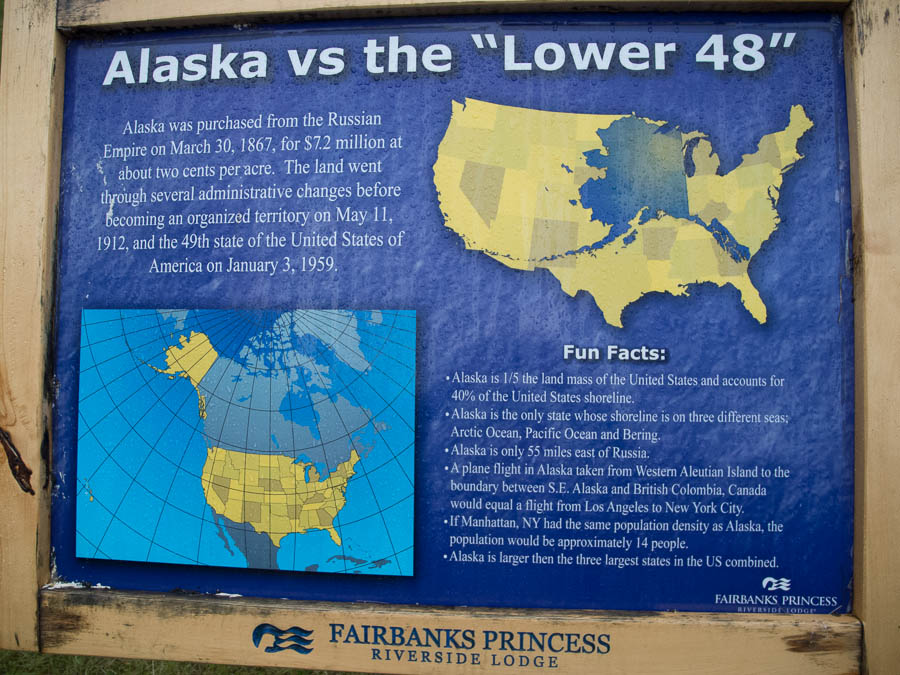 Alaska vs the “Lower 48”
Alaska was purchased from the Russian
Empire on March 30, 1867, for $7.2 million at
about two cents per acre. The land went
through several administrative changes before
becoming an organized territory on May 11,
1912, and the 49th state of the United States of
America on January 3, 1959.
Fun Facts:
• Alaska is 1/5 the land mass of the United States and accounts for
40% of the United States shoreline.
• Alaska is the only state whose shoreline is on three different seas;
Arctic Ocean, Pacific Ocean and Bering.
• Alaska is only 55 miles east of Russia.
• A plane flight in Alaska taken from Western Aleutian Island to the
boundary between S.E. Alaska and British Colombia, Canada
would equal a flight from Los Angeles to New York City.
• If Manhattan, NY had the same population density as Alaska, the
population would be approximately 14 people.
• Alaska is larger then the three largest states in the US combined.
FAIRBANKS PRINCESS
RIVERSIDE LODGE®
FAIRBANKS PRINCESS
RIVERSIDE LODGE